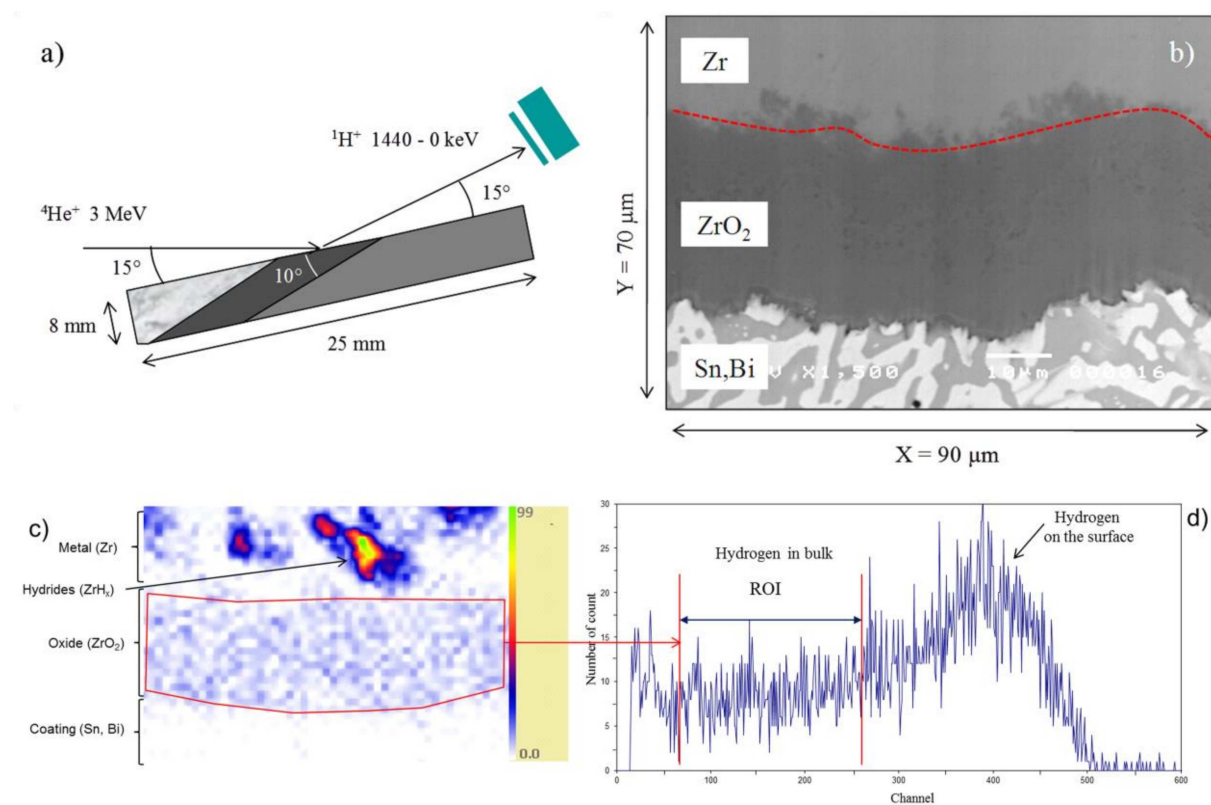 a)
¹H⁺ 1440 - 0 keV
15°
⁴He⁺ 3 MeV
15°
10°
8 mm
25 mm
b)
Zr
ZrO₂
Sn,Bi
V X1,500 10μm 000016
Y = 70 μm
X = 90 μm
c)
99
Metal (Zr)
Hydrides (ZrHₓ)
Oxide (ZrO₂)
Coating (Sn, Bi)
0.0
d)
Hydrogen
on the surface
Hydrogen in bulk
ROI
Number of count
30
25
20
15
10
5
0
0 100 200 300 400 500 600
Channel